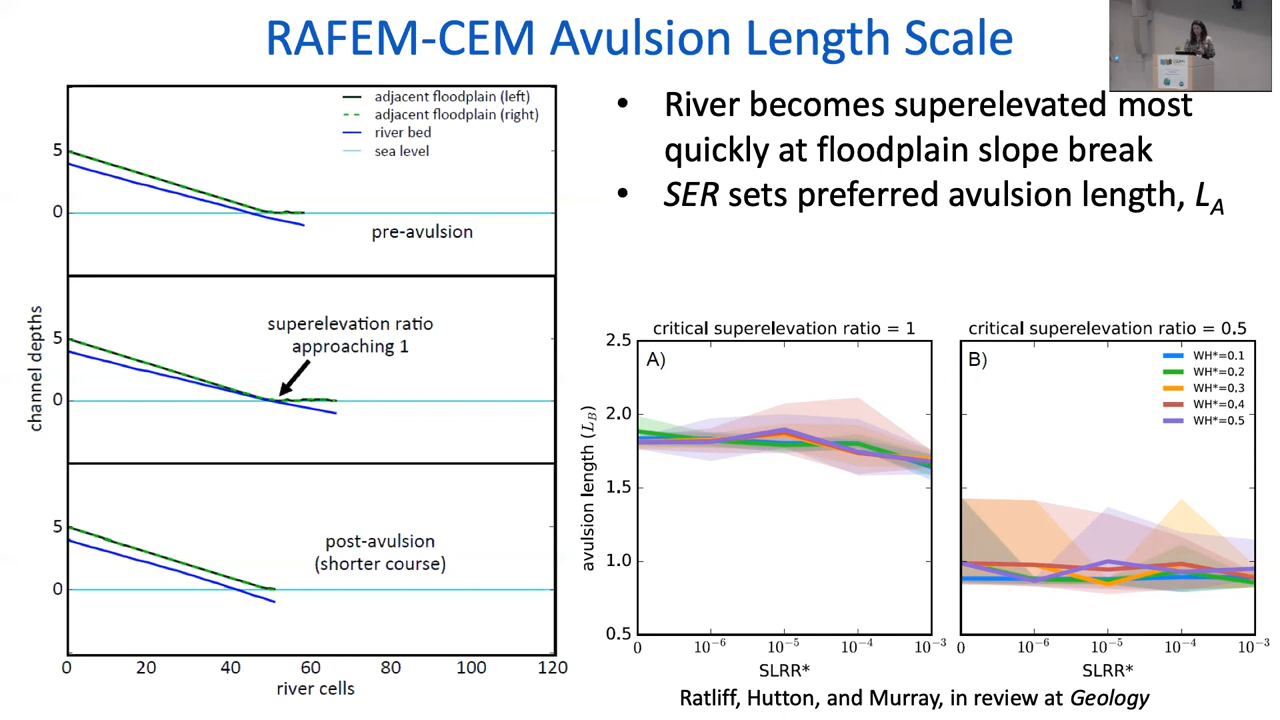 RAFEM-CEM Avulsion Length Scale
adjacent floodplain (left)
adjacent floodplain (right)
river bed
sea level
5
0
pre-avulsion
superelevation ratio
approaching 1
5
0
channel depths
post-avulsion
(shorter course)
5
0
0 20 40 60 80 100 120
river cells
• River becomes superelevated most
quickly at floodplain slope break
• SER sets preferred avulsion length, L_A
critical superelevation ratio = 1
A)
2.5
2.0
1.5
1.0
0.5
avulsion length (L_B)
0 10⁻⁶ 10⁻⁵ 10⁻⁴ 10⁻³
SLRR*
critical superelevation ratio = 0.5
B)
WH*=0.1
WH*=0.2
WH*=0.3
WH*=0.4
WH*=0.5
0 10⁻⁶ 10⁻⁵ 10⁻⁴ 10⁻³
SLRR*
Ratliff, Hutton, and Murray, in review at Geology